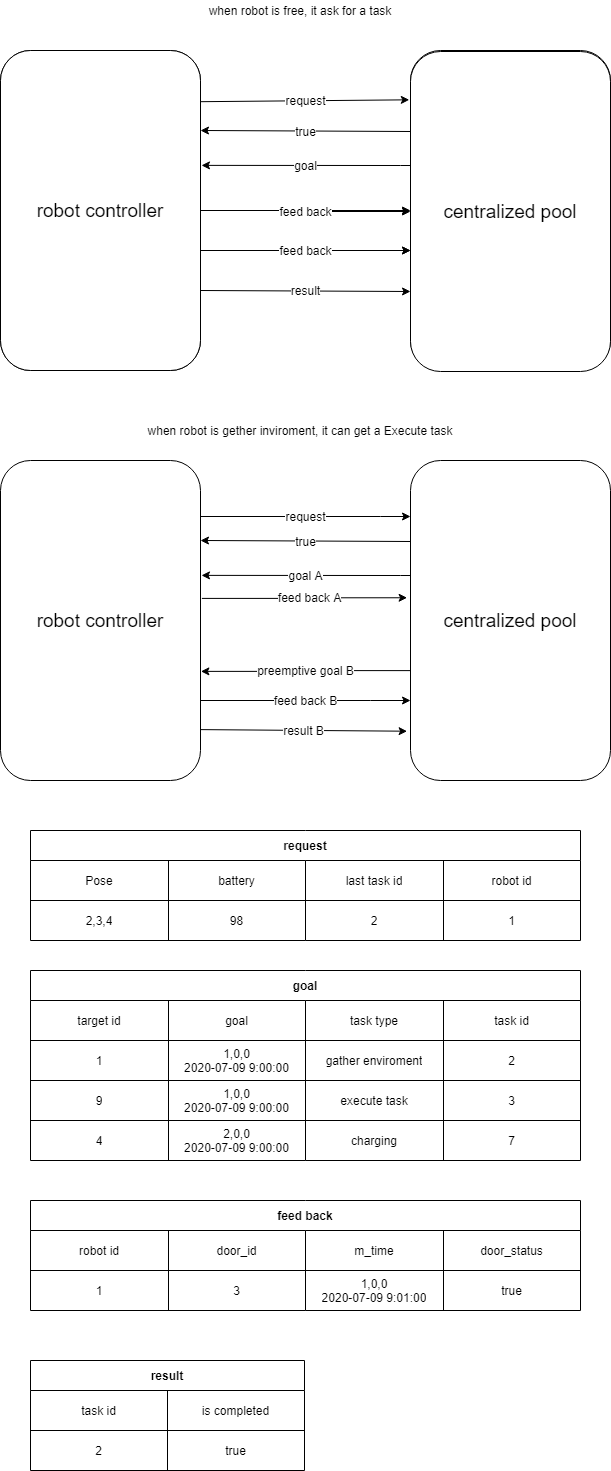 when robot is free, it ask for a task
request
true
goal
robot controller
feed back
centralized pool
feed back
result
when robot is gether inviroment, it can get a Execute task
request
true
goal A
feed back A
robot controller
centralized pool
preemptive goal B
feed back B
result B
request
Pose battery last task id robot id
2,3,4 98 2 1
goal
target id goal task type task id
1 1,0,0 gather enviroment 2
2020-07-09 9:00:00
9 1,0,0 execute task 3
2020-07-09 9:00:00
4 2,0,0 charging 7
2020-07-09 9:00:00
feed back
robot id door_id m_time door_status
1 3 1,0,0 true
2020-07-09 9:01:00
result
task id is completed
2 true